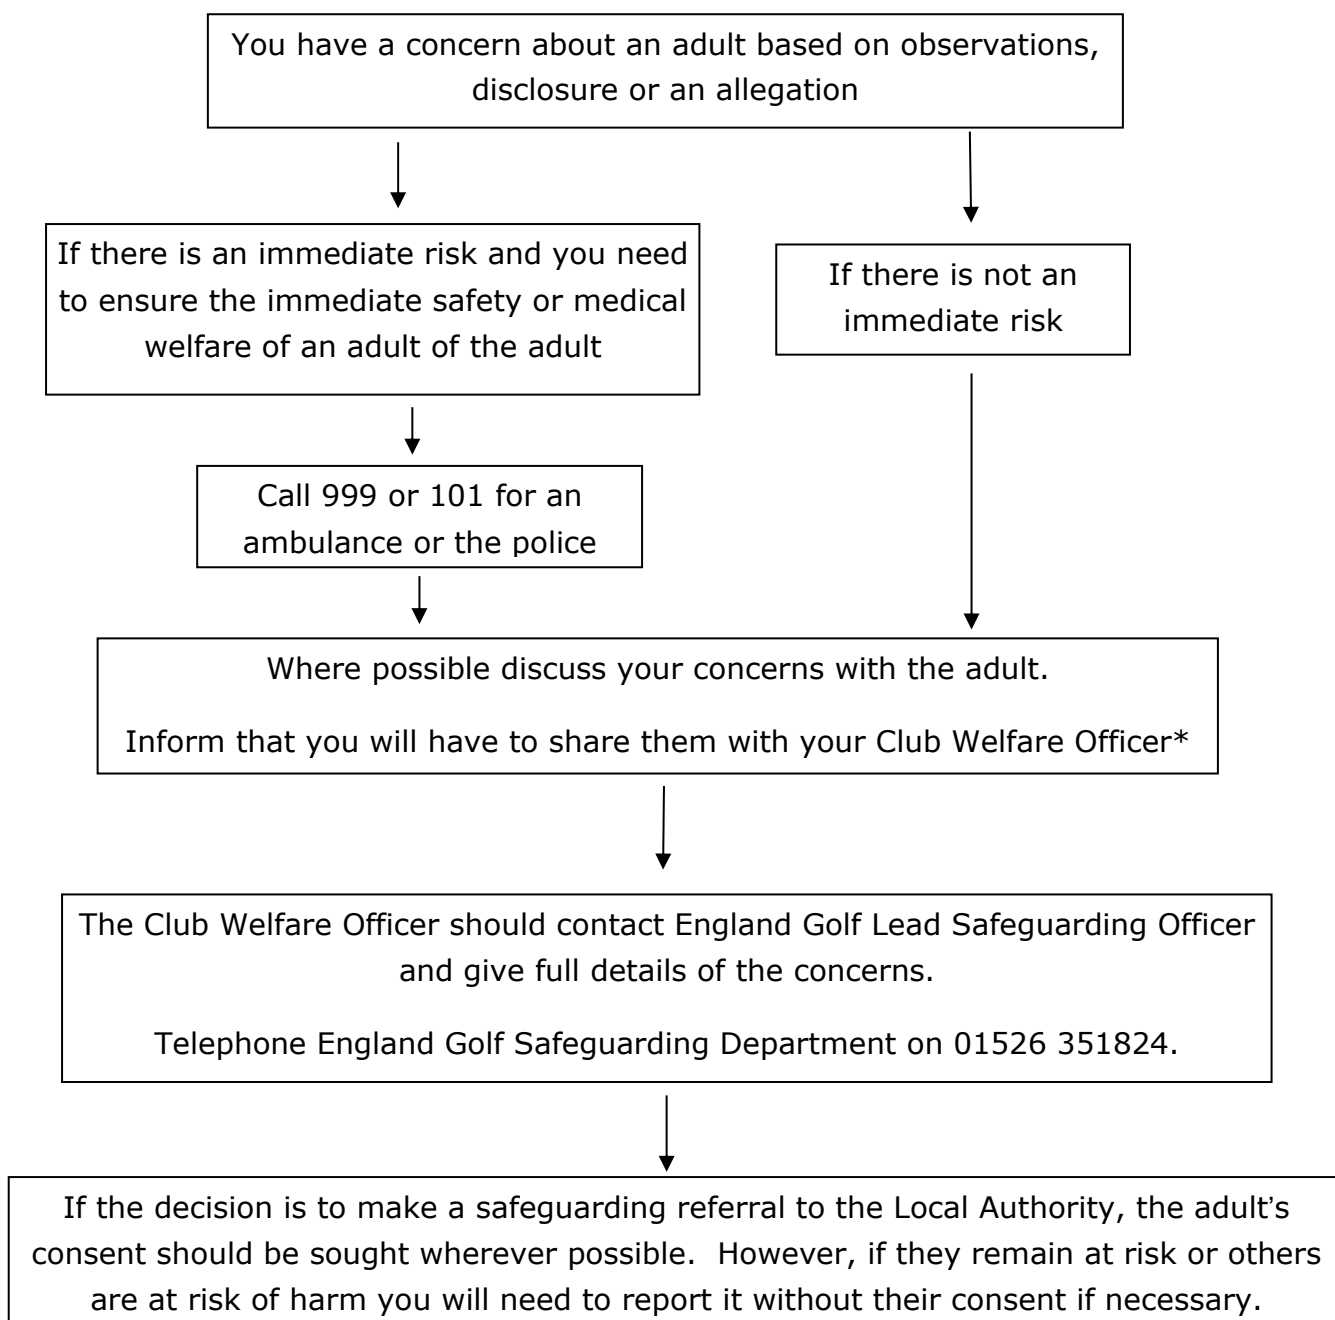 You have a concern about an adult based on observations,
disclosure or an allegation
If there is an immediate risk and you need
to ensure the immediate safety or medical
welfare of an adult of the adult
If there is not an
immediate risk
Call 999 or 101 for an
ambulance or the police
Where possible discuss your concerns with the adult.
Inform that you will have to share them with your Club Welfare Officer*
The Club Welfare Officer should contact England Golf Lead Safeguarding Officer
and give full details of the concerns.
Telephone England Golf Safeguarding Department on 01526 351824.
If the decision is to make a safeguarding referral to the Local Authority, the adult’s
consent should be sought wherever possible.  However, if they remain at risk or others
are at risk of harm you will need to report it without their consent if necessary.